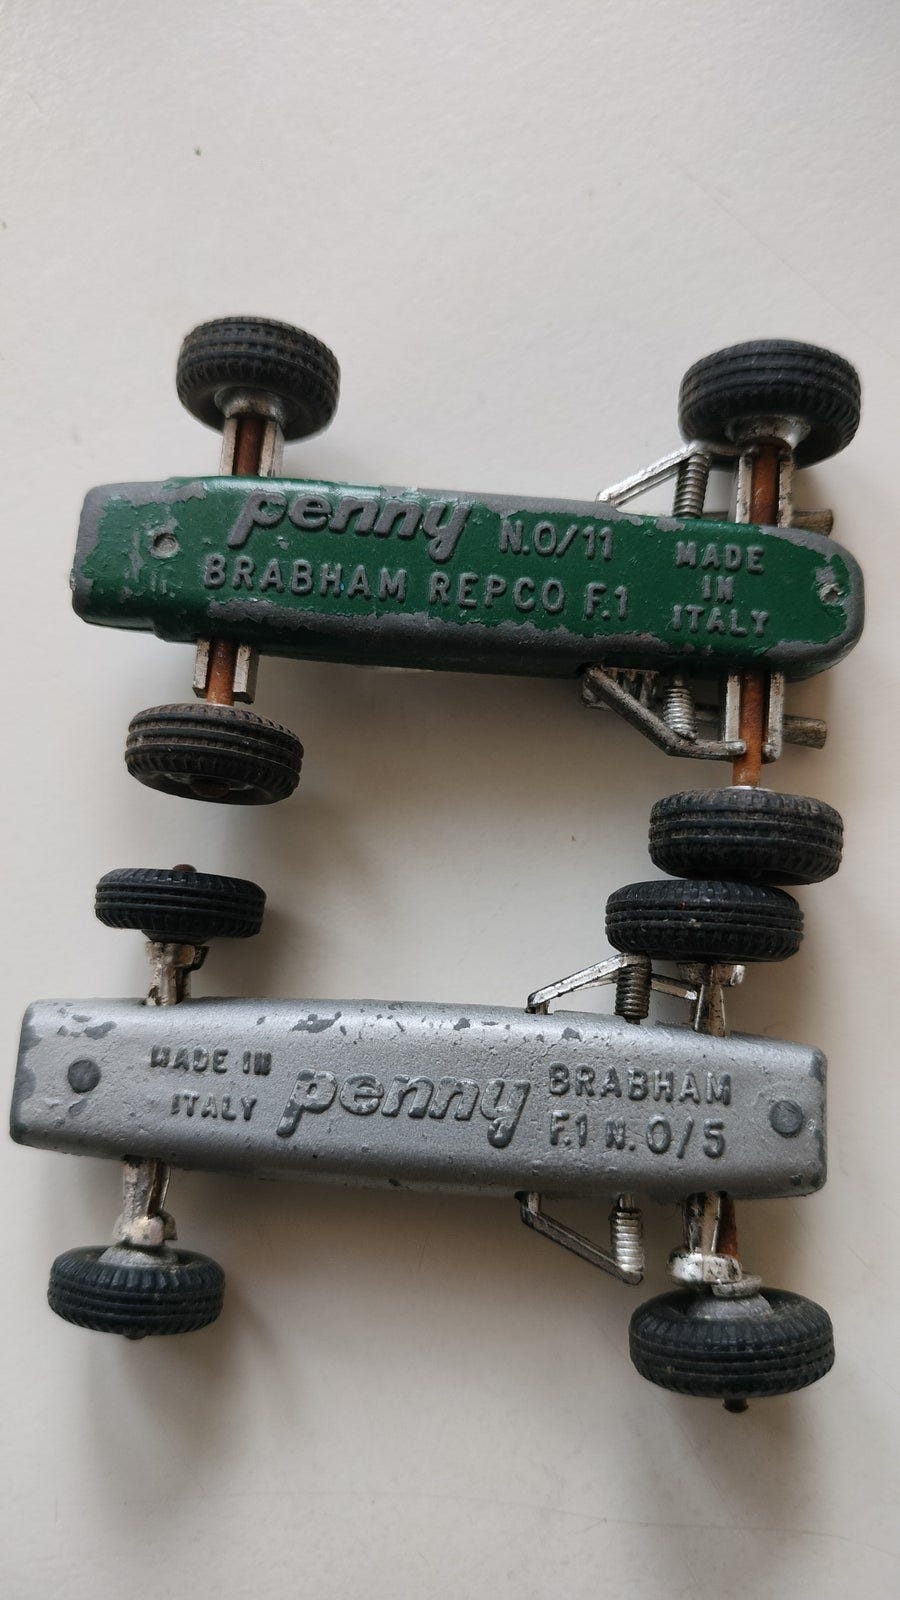 penny N.0/11
BRABHAM REPCO F.1
MADE
IN
ITALY
MADE IN
ITALY
penny
BRABHAM
F.1 N.0/5